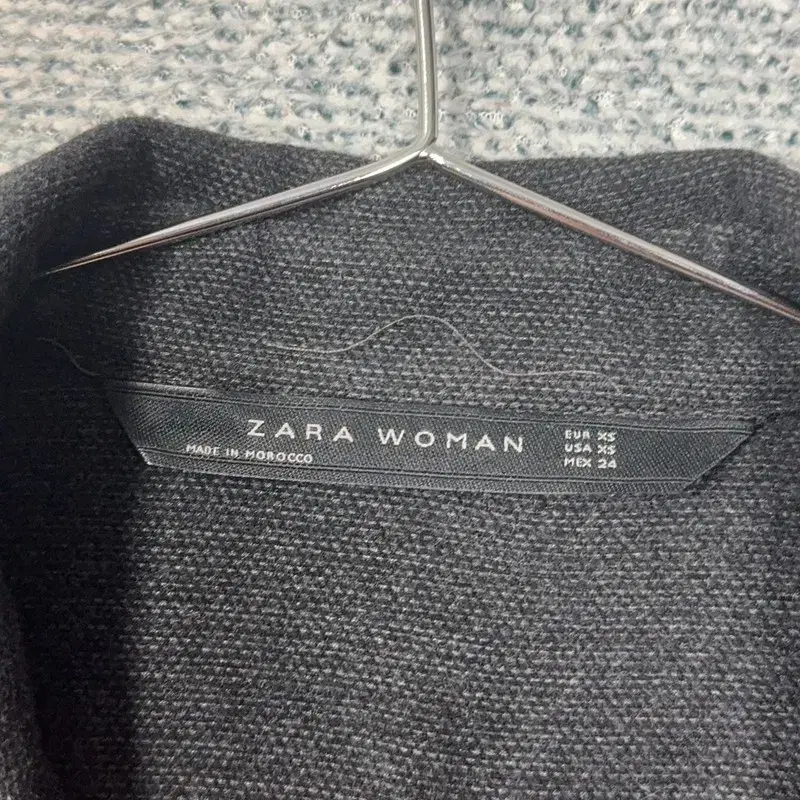 ZARA WOMAN
MADE IN MOROCCO
EUR XS
USA XS
MEX 24